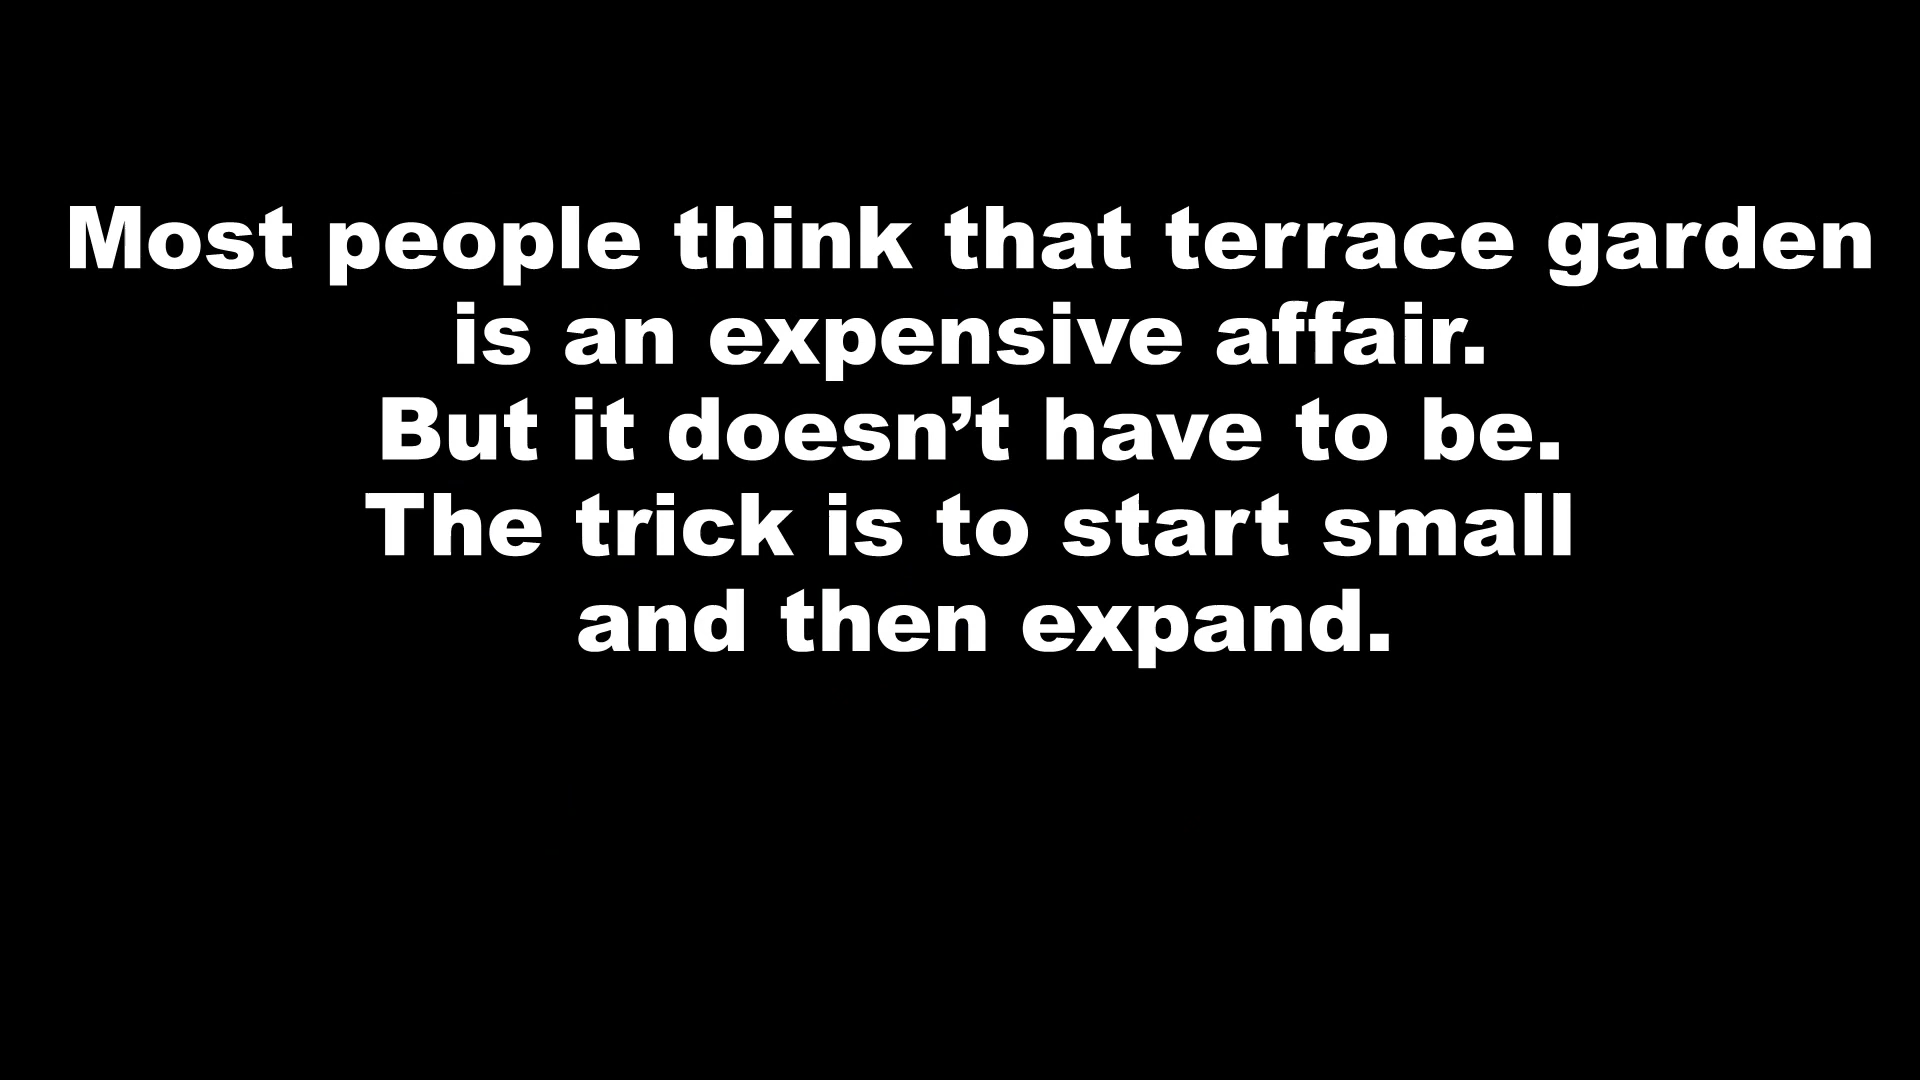 Most people think that terrace garden
is an expensive affair.
But it doesn’t have to be.
The trick is to start small
and then expand.